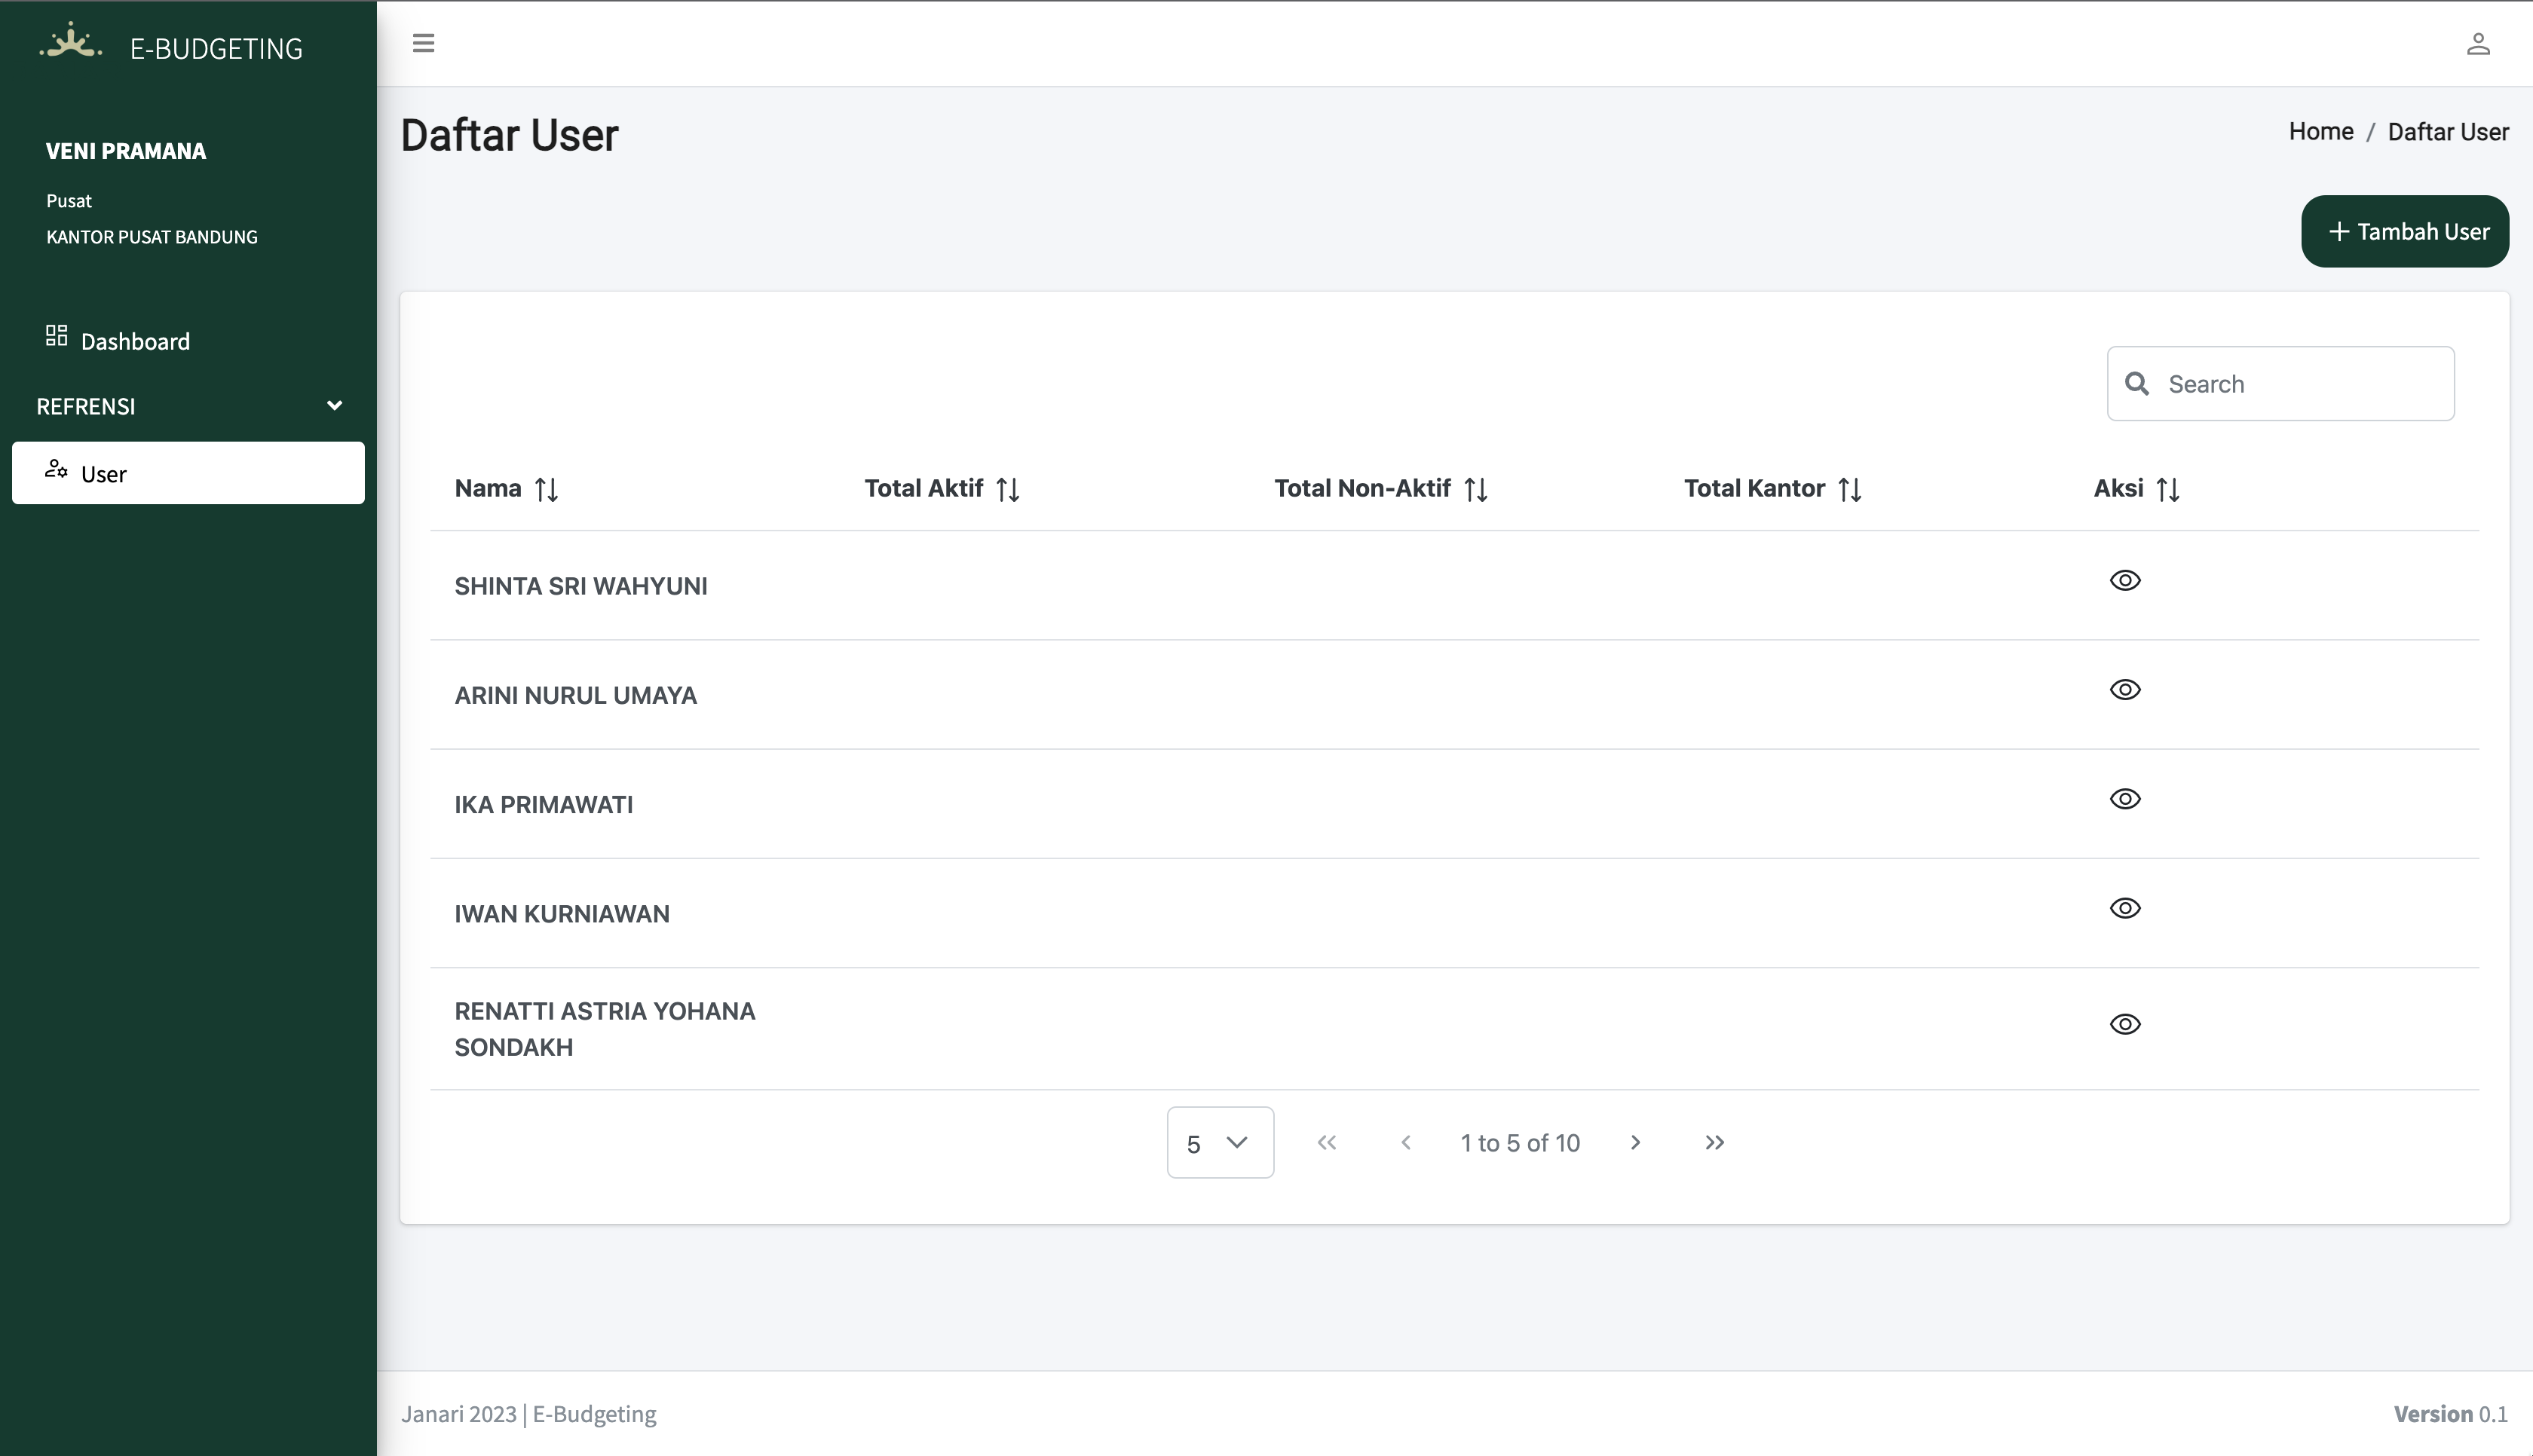 E-BUDGETING
VENI PRAMANA
Pusat
KANTOR PUSAT BANDUNG
Dashboard
REFRENSI
User
Daftar User
Home / Daftar User
+ Tambah User
Search
Nama
Total Aktif
Total Non-Aktif
Total Kantor
Aksi
SHINTA SRI WAHYUNI
ARINI NURUL UMAYA
IKA PRIMAWATI
IWAN KURNIAWAN
RENATTI ASTRIA YOHANA
SONDAKH
5
1 to 5 of 10
Janari 2023 | E-Budgeting
Version 0.1